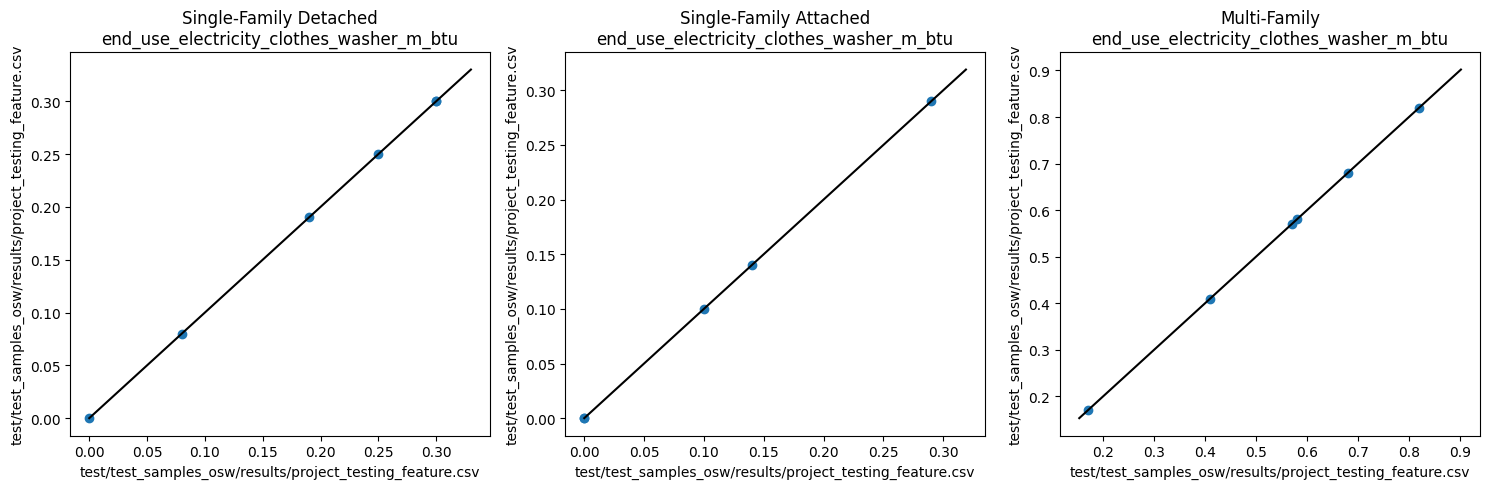 Single-Family Detached
end_use_electricity_clothes_washer_m_btu
test/test_samples_osw/results/project_testing_feature.csv
0.30
0.25
0.20
0.15
0.10
0.05
0.00
0.00 0.05 0.10 0.15 0.20 0.25 0.30
test/test_samples_osw/results/project_testing_feature.csv
Single-Family Attached
end_use_electricity_clothes_washer_m_btu
test/test_samples_osw/results/project_testing_feature.csv
0.30
0.25
0.20
0.15
0.10
0.05
0.00
0.00 0.05 0.10 0.15 0.20 0.25 0.30
test/test_samples_osw/results/project_testing_feature.csv
Multi-Family
end_use_electricity_clothes_washer_m_btu
test/test_samples_osw/results/project_testing_feature.csv
0.9
0.8
0.7
0.6
0.5
0.4
0.3
0.2
0.2 0.3 0.4 0.5 0.6 0.7 0.8 0.9
test/test_samples_osw/results/project_testing_feature.csv